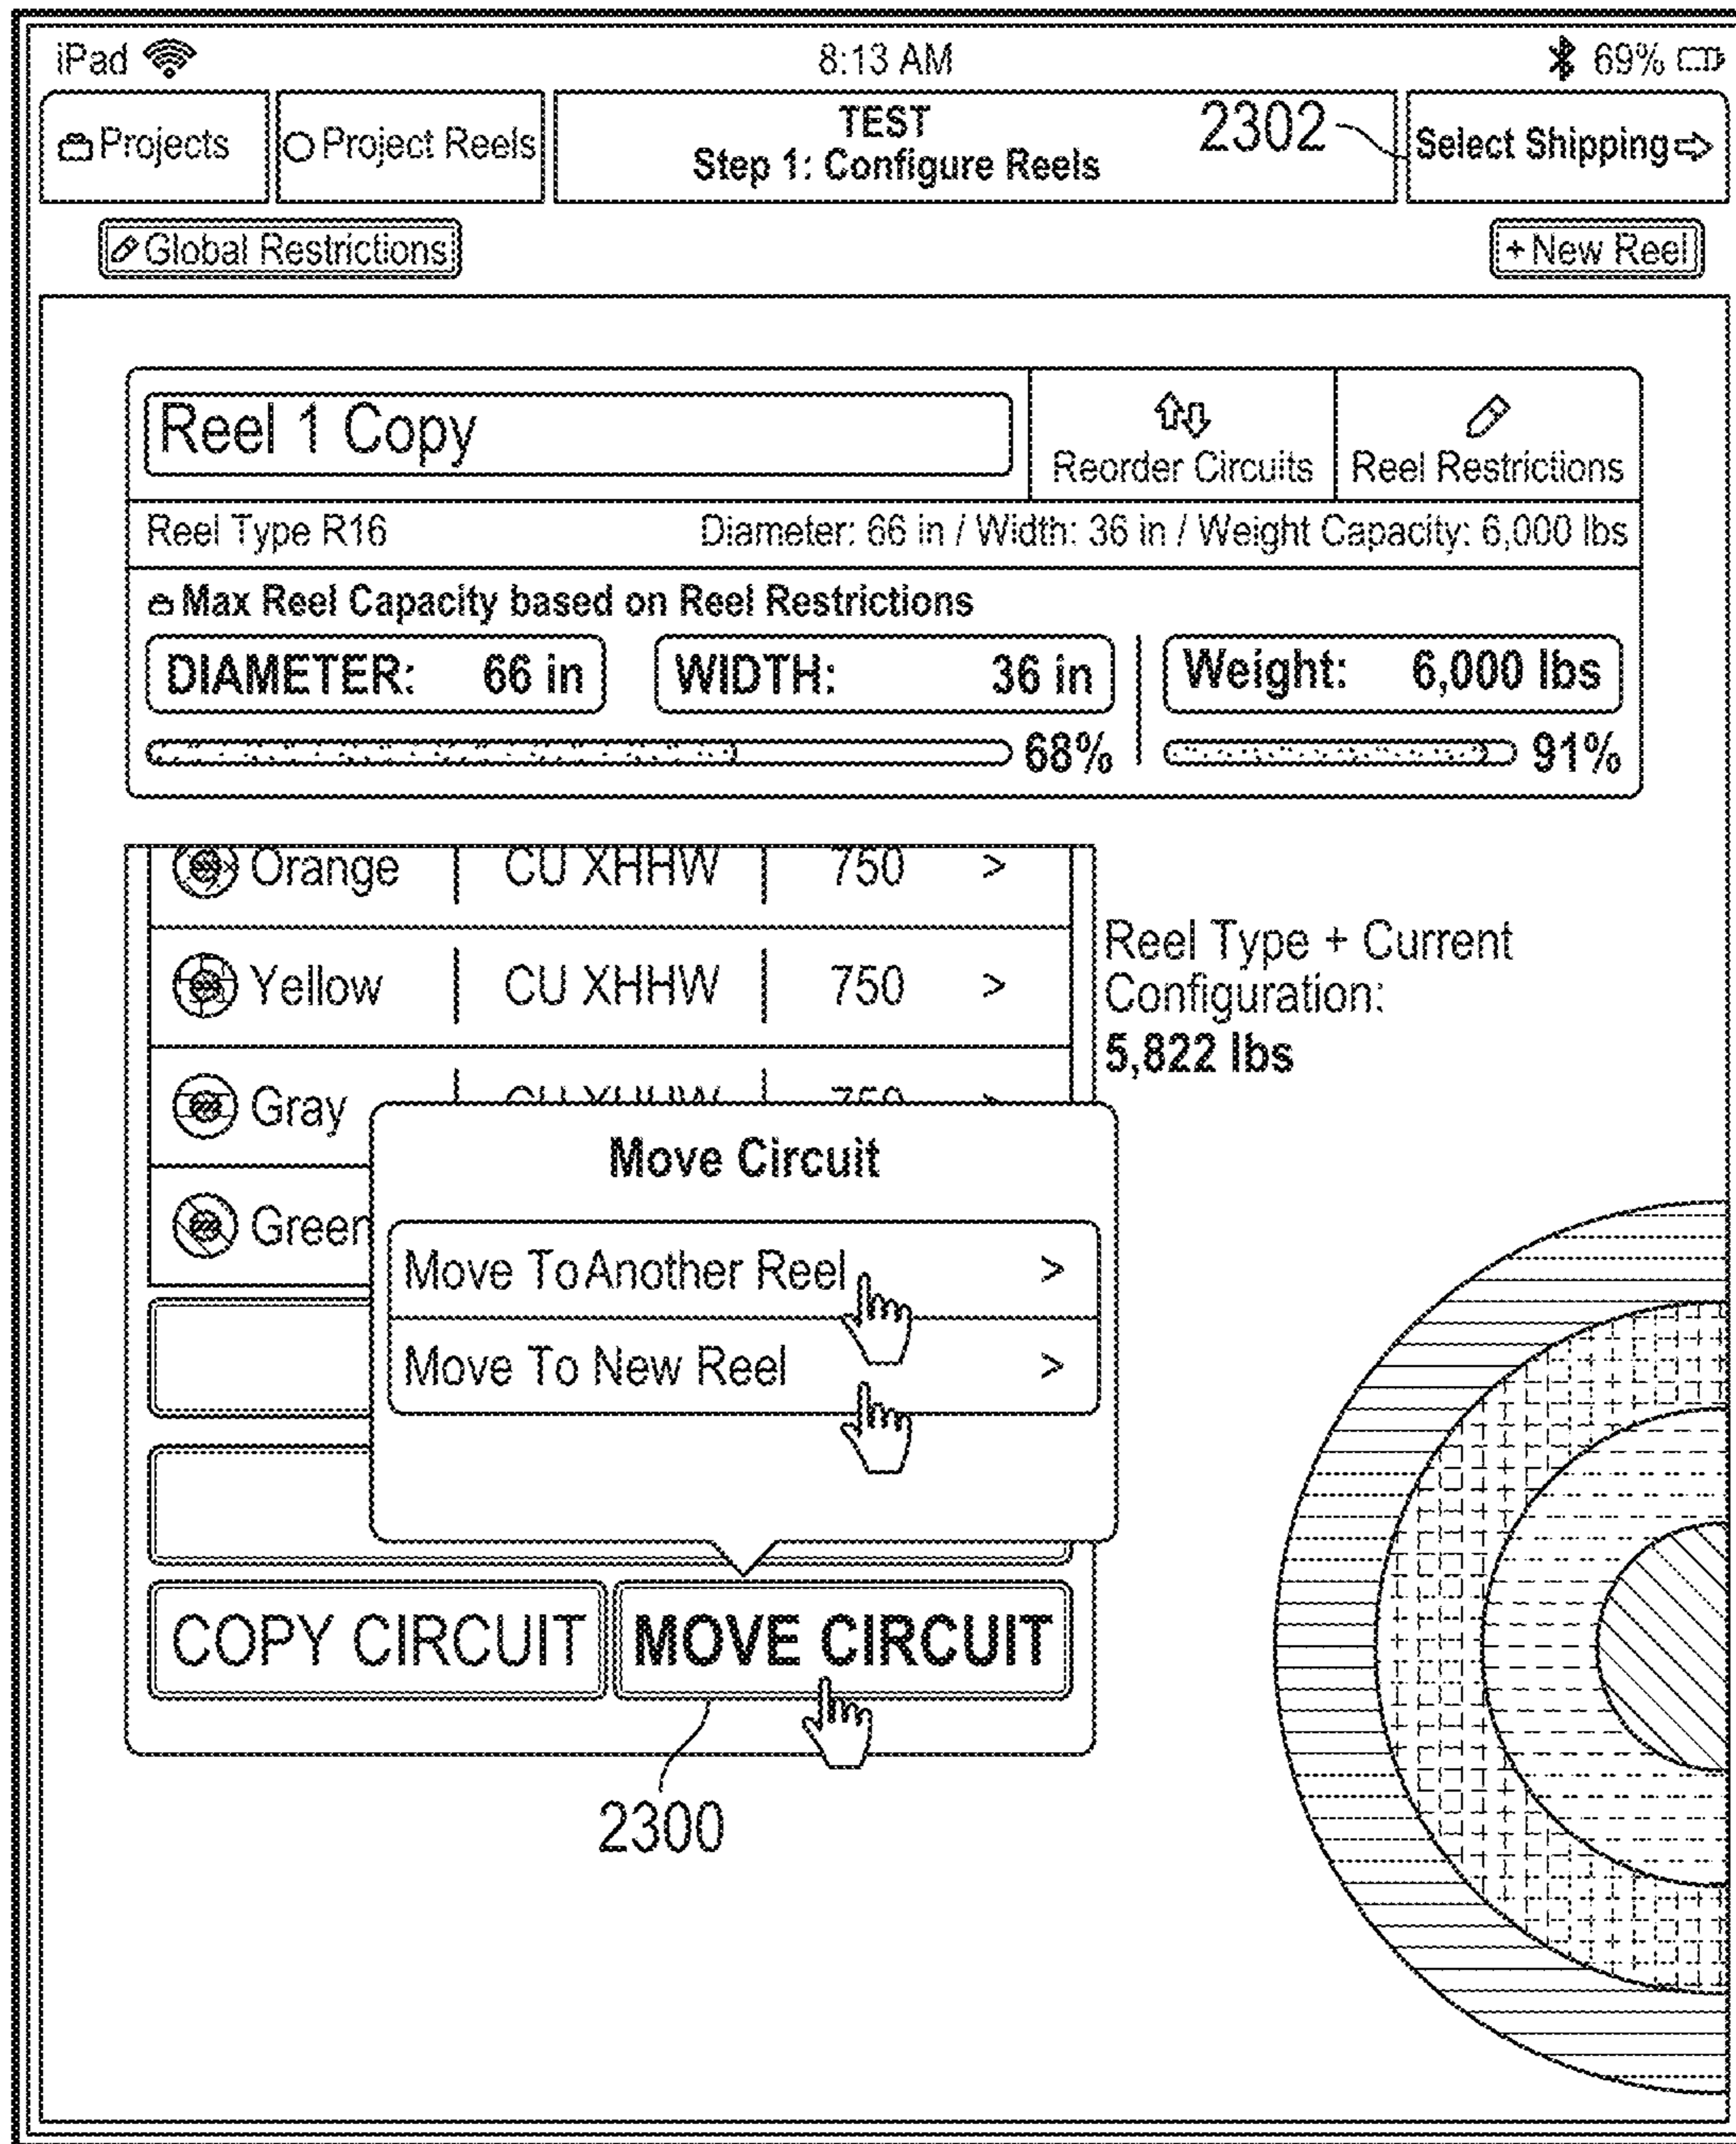 iPad 8:13 AM 69%
Projects Project Reels TEST 2302 Select Shipping
Step 1: Configure Reels
Global Restrictions + New Reel
Reel 1 Copy Reorder Circuits Reel Restrictions
Reel Type R16 Diameter: 66 in / Width: 36 in / Weight Capacity: 6,000 lbs
Max Reel Capacity based on Reel Restrictions
DIAMETER: 66 in WIDTH: 36 in Weight: 6,000 lbs
68% 91%
Orange CU XHHW 750 >
Yellow CU XHHW 750 >
Reel Type + Current
Configuration:
5,822 lbs
Gray
Green
Move Circuit
Move To Another Reel >
Move To New Reel >
COPY CIRCUIT MOVE CIRCUIT
2300